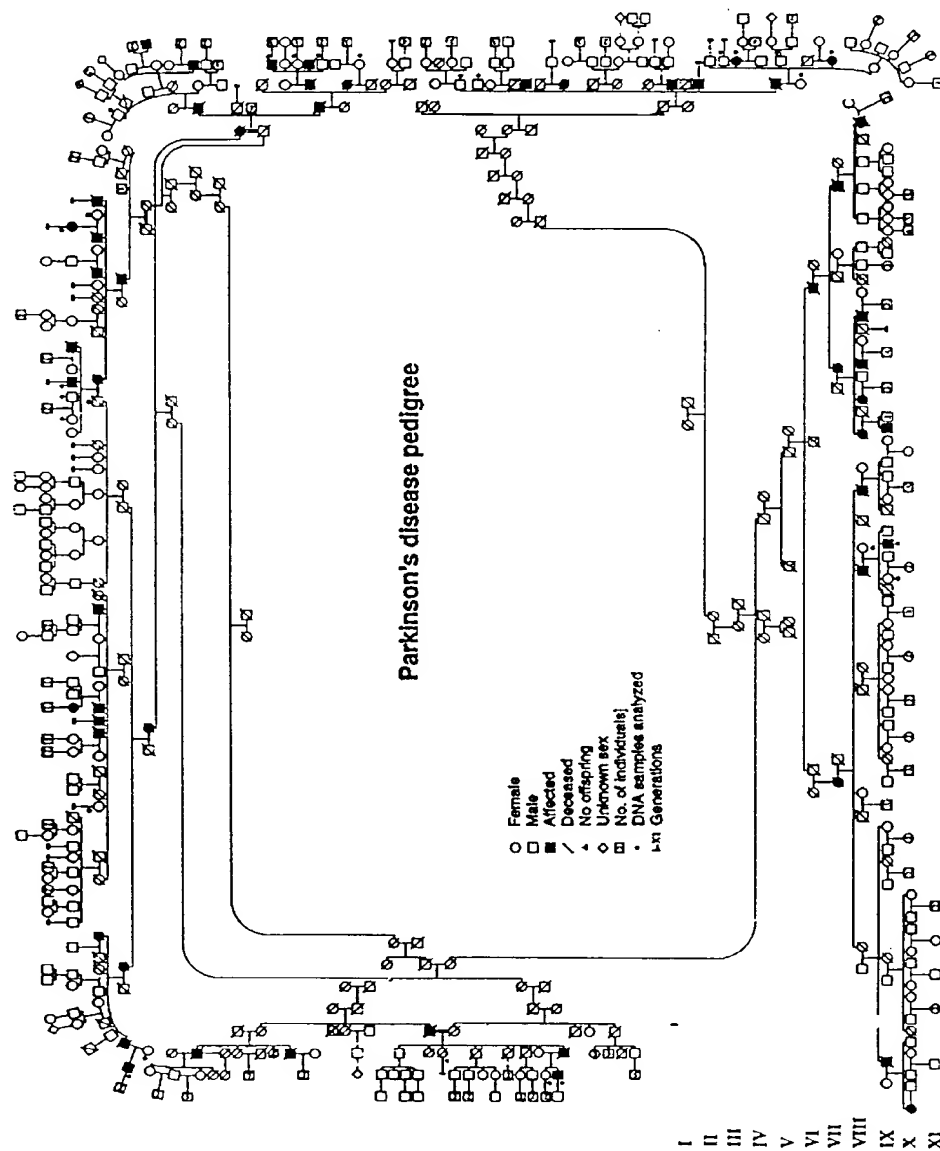 Parkinson's disease pedigree
Female
Male
Affected
Deceased
No offspring
Unknown sex
No. of individuals]
DNA samples analyzed
I-XI Generations
I
II
III
IV
V
VI
VII
VIII
IX
X
XI